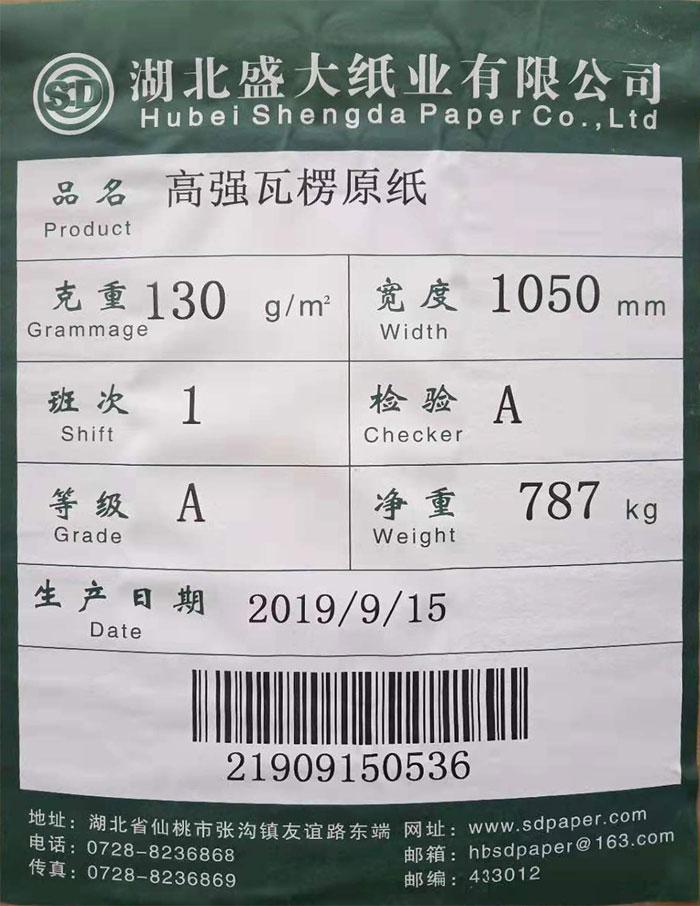 SD 湖北盛大纸业有限公司
Hubei Shengda Paper Co.,Ltd
品名 高强瓦楞原纸
Product
克重 130 g/m² 宽度 1050 mm
Grammage Width
班次 1 检验 A
Shift Checker
等级 A 净重 787 kg
Grade Weight
生产日期 2019/9/15
Date
21909150536
地址：湖北省仙桃市张沟镇友谊路东端 网址：www.sdpaper.com
电话：0728-8236868 邮箱：hbsdpaper@163.com
传真：0728-8236869 邮编：433012